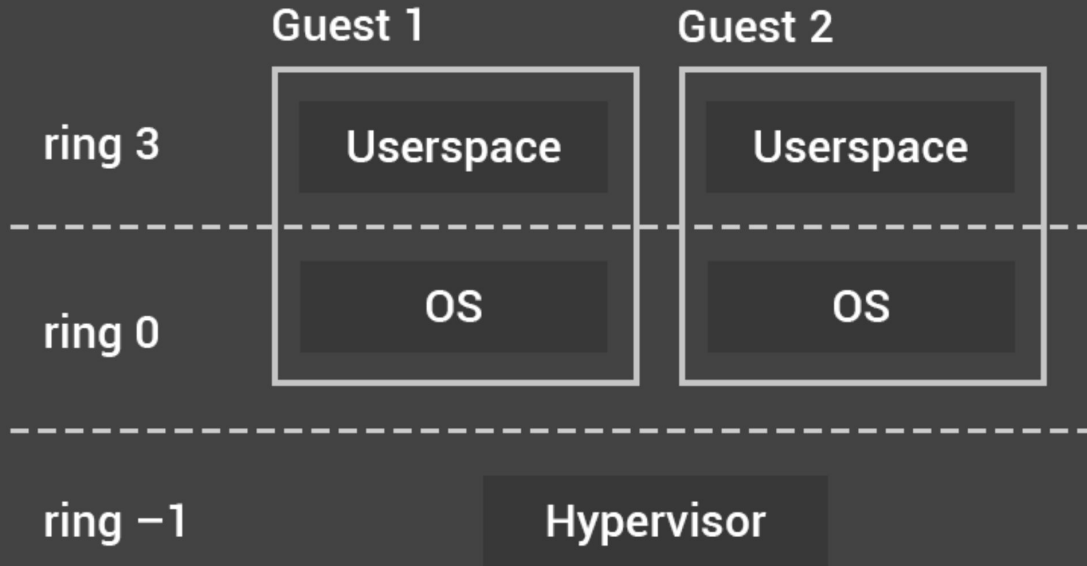 Guest 1 Guest 2
ring 3 Userspace Userspace
ring 0 OS OS
ring –1 Hypervisor